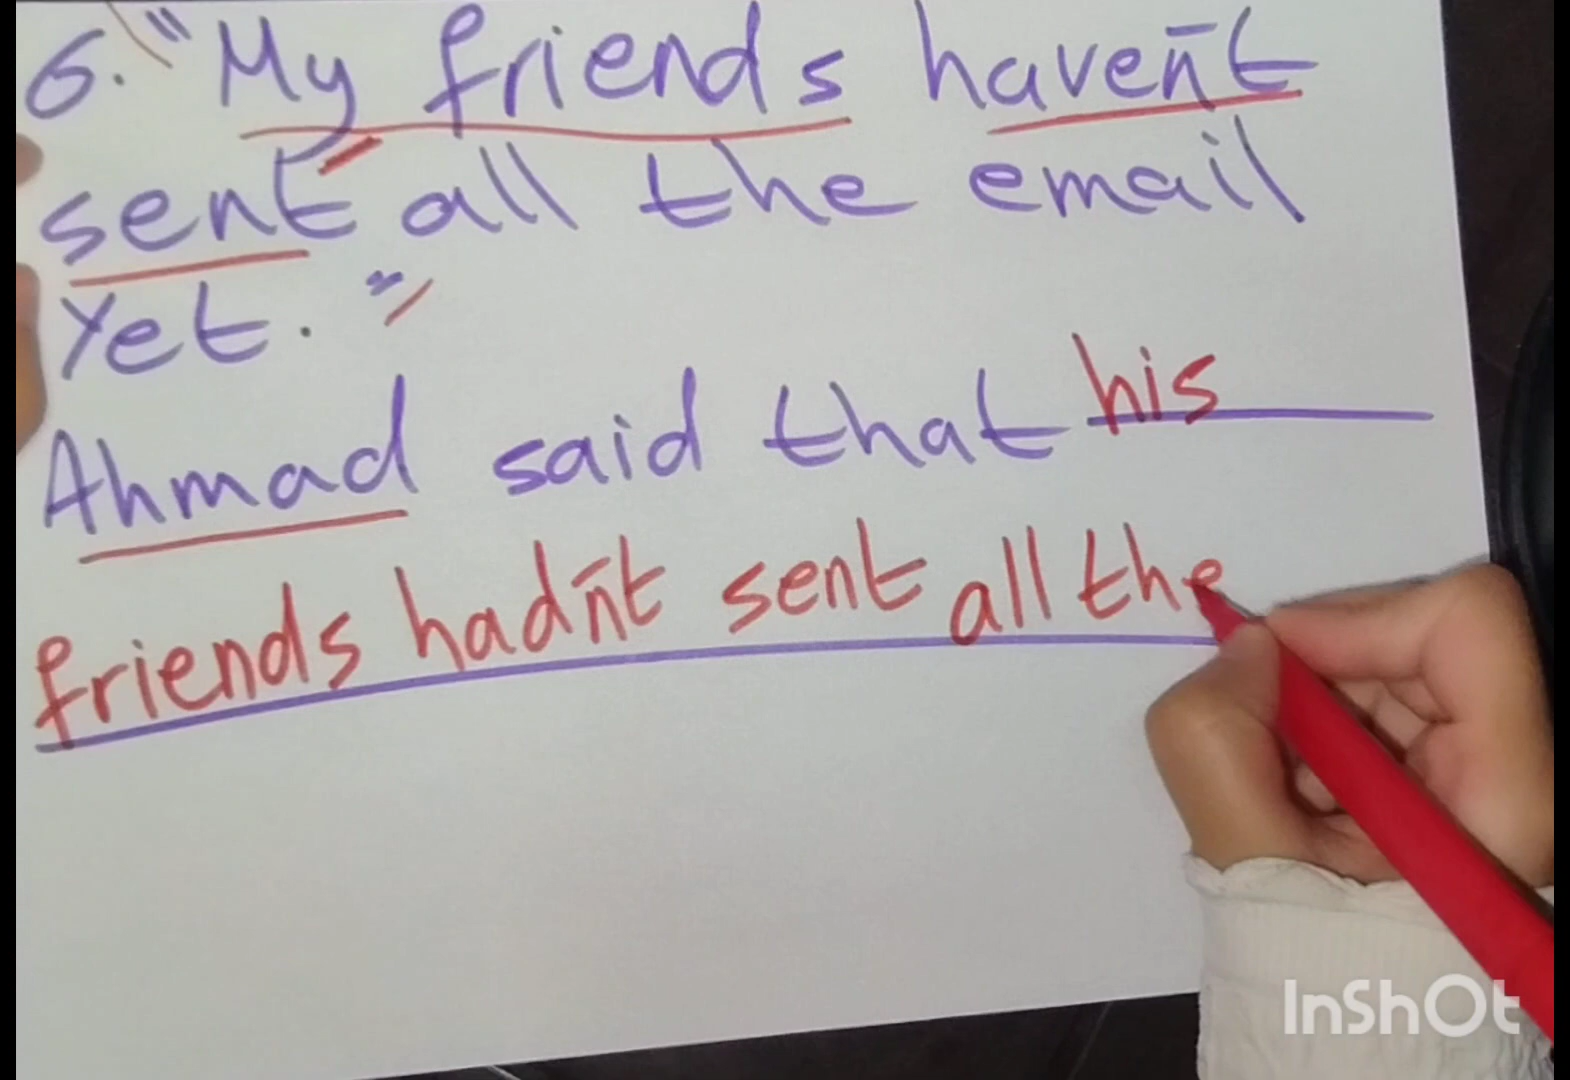 6. "My friends haven't
sent all the email
Yet."
Ahmad said that his
friends hadn't sent all the
InShOt